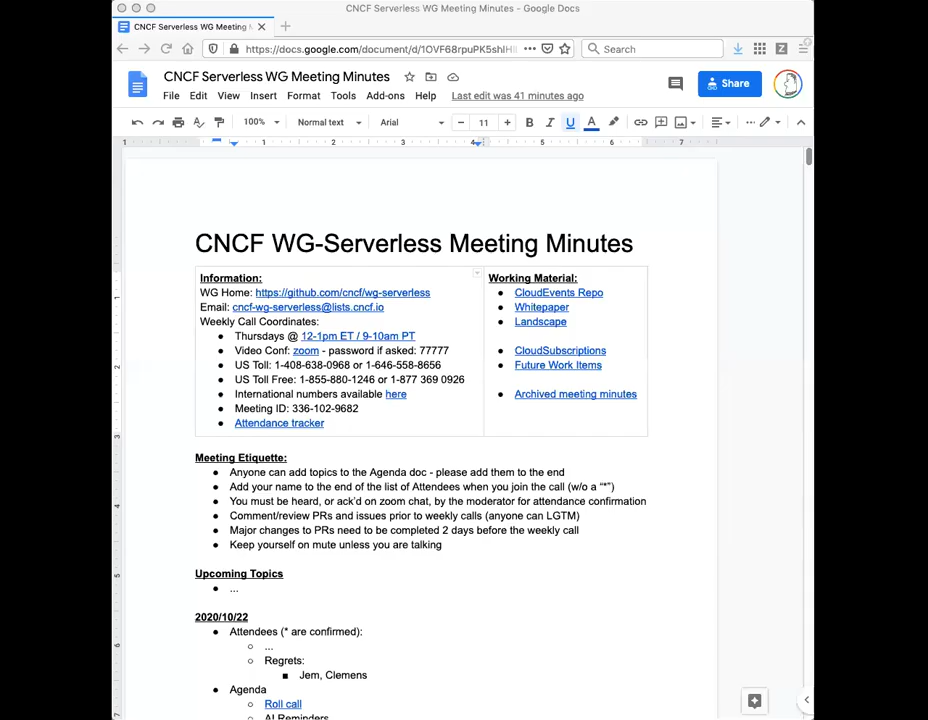 CNCF Serverless WG Meeting Minutes - Google Docs
CNCF Serverless WG Meeting
https://docs.google.com/document/d/1OVF68rpuPK5shIHI
Search
CNCF Serverless WG Meeting Minutes
File Edit View Insert Format Tools Add-ons Help Last edit was 41 minutes ago
Share
100% Normal text Arial 11
1 1 2 3 4 5 6 7
CNCF WG-Serverless Meeting Minutes
Information:
WG Home: https://github.com/cncf/wg-serverless
Email: cncf-wg-serverless@lists.cncf.io
Weekly Call Coordinates:
● Thursdays @ 12-1pm ET / 9-10am PT
● Video Conf: zoom - password if asked: 77777
● US Toll: 1-408-638-0968 or 1-646-558-8656
● US Toll Free: 1-855-880-1246 or 1-877 369 0926
● International numbers available here
● Meeting ID: 336-102-9682
● Attendance tracker
Working Material:
● CloudEvents Repo
● Whitepaper
● Landscape
● CloudSubscriptions
● Future Work Items
● Archived meeting minutes
Meeting Etiquette:
● Anyone can add topics to the Agenda doc - please add them to the end
● Add your name to the end of the list of Attendees when you join the call (w/o a “*”)
● You must be heard, or ack’d on zoom chat, by the moderator for attendance confirmation
● Comment/review PRs and issues prior to weekly calls (anyone can LGTM)
● Major changes to PRs need to be completed 2 days before the weekly call
● Keep yourself on mute unless you are talking
Upcoming Topics
● ...
2020/10/22
● Attendees (* are confirmed):
○ ...
○ Regrets:
■ Jem, Clemens
● Agenda
○ Roll call
○ AI Reminders